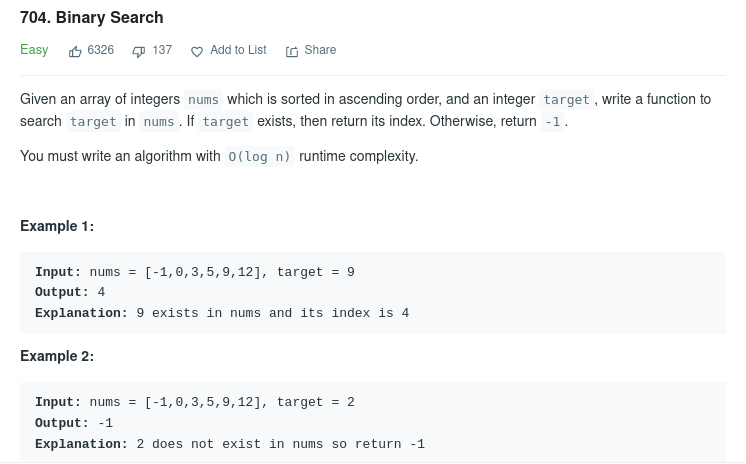 704. Binary Search
Easy 6326 137 Add to List Share
Given an array of integers nums which is sorted in ascending order, and an integer target , write a function to
search target in nums . If target exists, then return its index. Otherwise, return -1 .
You must write an algorithm with O(log n) runtime complexity.
Example 1:
Input: nums = [-1,0,3,5,9,12], target = 9
Output: 4
Explanation: 9 exists in nums and its index is 4
Example 2:
Input: nums = [-1,0,3,5,9,12], target = 2
Output: -1
Explanation: 2 does not exist in nums so return -1